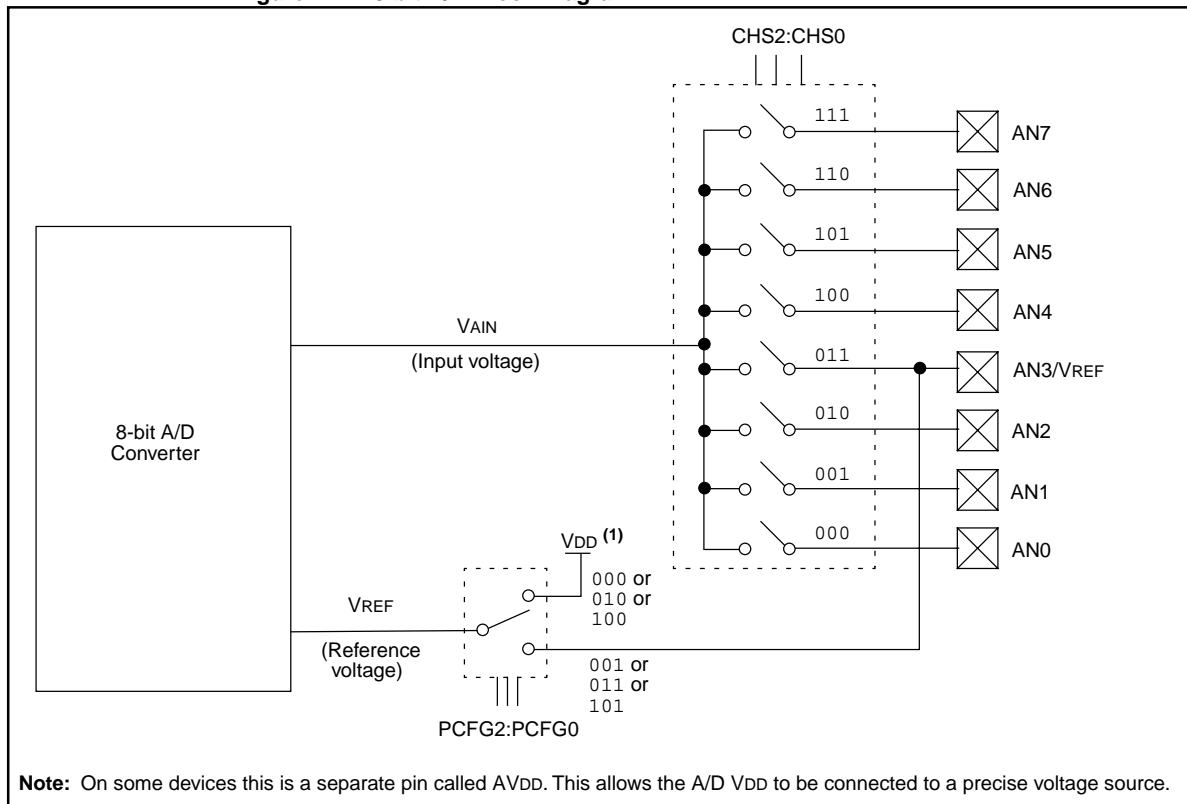 CHS2:CHS0
111
AN7
110
AN6
101
AN5
100
AN4
VAIN
(Input voltage)
011
AN3/VREF
8-bit A/D
Converter
010
AN2
001
AN1
000
AN0
VDD (1)
000 or
010 or
100
VREF
(Reference
voltage)
001 or
011 or
101
PCFG2:PCFG0
Note: On some devices this is a separate pin called AVDD. This allows the A/D VDD to be connected to a precise voltage source.